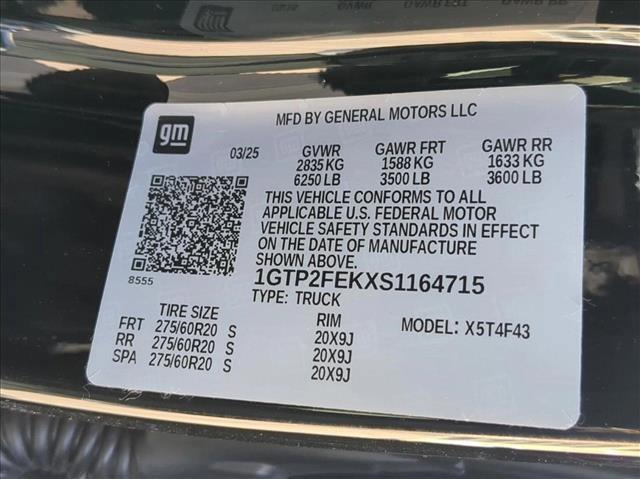 MFD BY GENERAL MOTORS LLC
gm
03/25
GVWR GAWR FRT GAWR RR
2835 KG 1588 KG 1633 KG
6250 LB 3500 LB 3600 LB
THIS VEHICLE CONFORMS TO ALL
APPLICABLE U.S. FEDERAL MOTOR
VEHICLE SAFETY STANDARDS IN EFFECT
ON THE DATE OF MANUFACTURE
SHOWN ABOVE.
8555
1GTP2FEKXS1164715
TYPE: TRUCK
TIRE SIZE RIM MODEL: X5T4F43
FRT 275/60R20 S 20X9J
RR 275/60R20 S 20X9J
SPA 275/60R20 S 20X9J